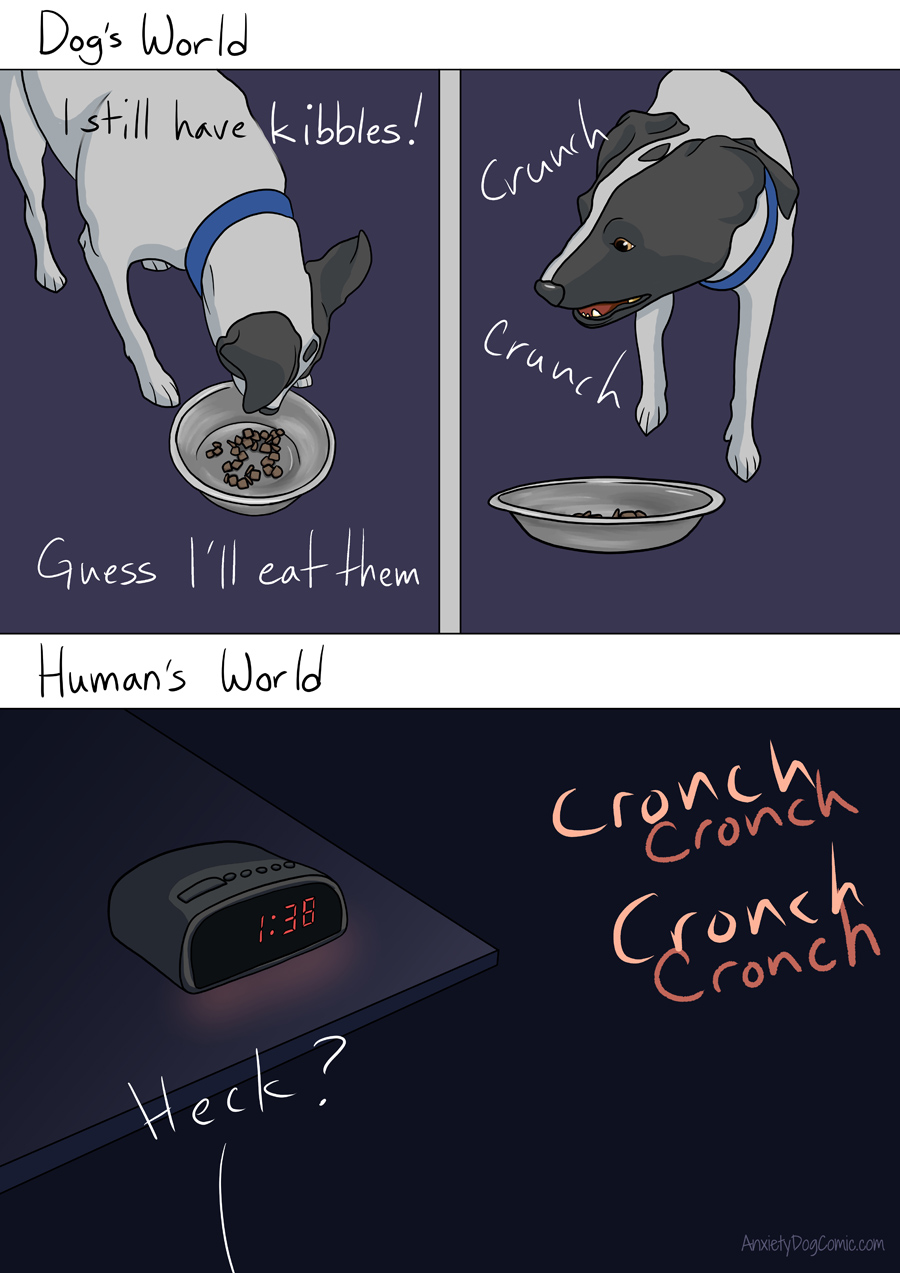 Dog's World
I still have kibbles!
Guess I'll eat them
Crunch
Crunch
Human's World
Cronch
Cronch
Cronch
Cronch
1:38
Heck?
AnxietyDogComic.com